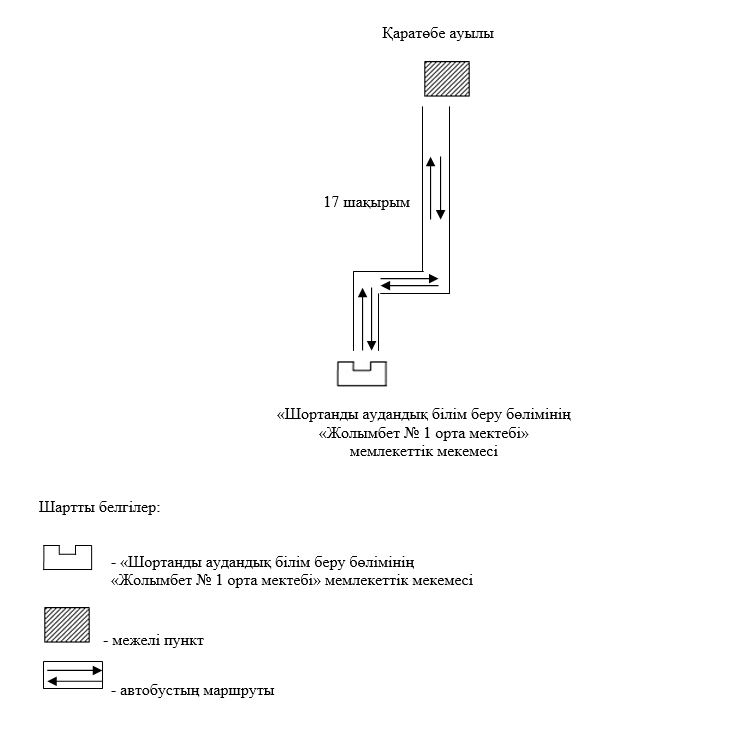 Қаратөбе ауылы
17 шақырым
«Шортанды аудандық білім беру бөлімінің
«Жолымбет № 1 орта мектебі»
мемлекеттік мекемесі
Шартты белгілер:
- «Шортанды аудандық білім беру бөлімінің
«Жолымбет № 1 орта мектебі» мемлекеттік мекемесі
- межелі пункт
- автобустың маршруты